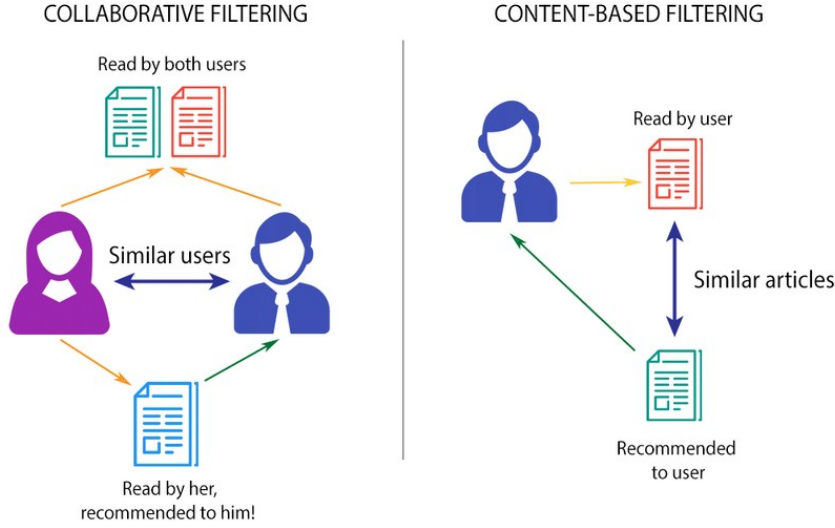 COLLABORATIVE FILTERING
Read by both users
Similar users
Read by her,
recommended to him!
CONTENT-BASED FILTERING
Read by user
Similar articles
Recommended
to user